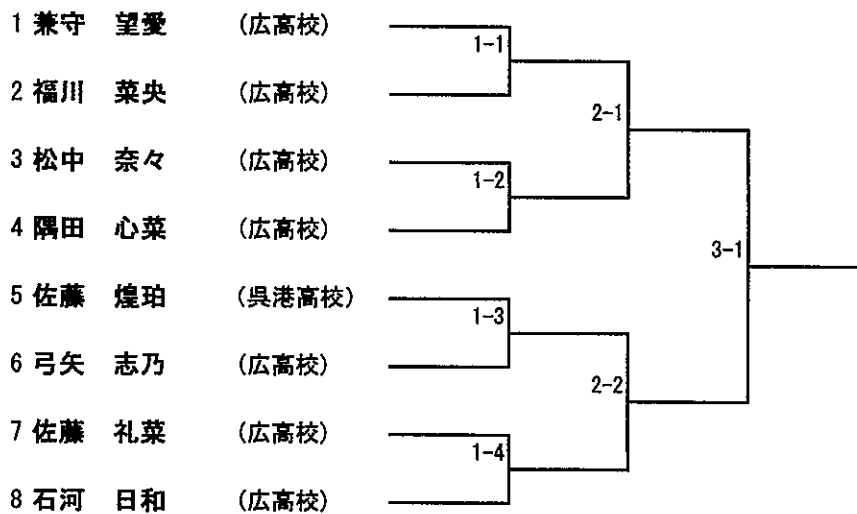 1 兼守　望愛　(広高校)
1-1
2 福川　菜央　(広高校)
2-1
3 松中　奈々　(広高校)
1-2
4 隅田　心菜　(広高校)
3-1
5 佐藤　煌珀　(呉港高校)
1-3
6 弓矢　志乃　(広高校)
2-2
7 佐藤　礼菜　(広高校)
1-4
8 石河　日和　(広高校)